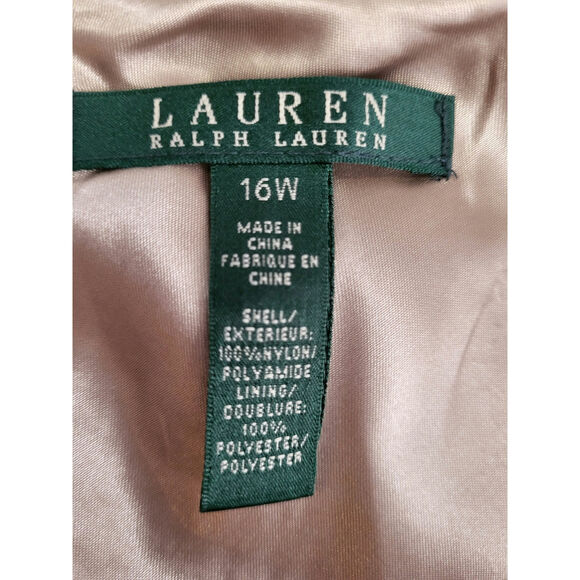 LAUREN
RALPH LAUREN
16W
MADE IN
CHINA
FABRIQUE EN
CHINE
SHELL/
EXTERIEUR:
100%NYLON/
POLYAMIDE
LINING/
DOUBLURE:
100%
POLYESTER/
POLYESTER